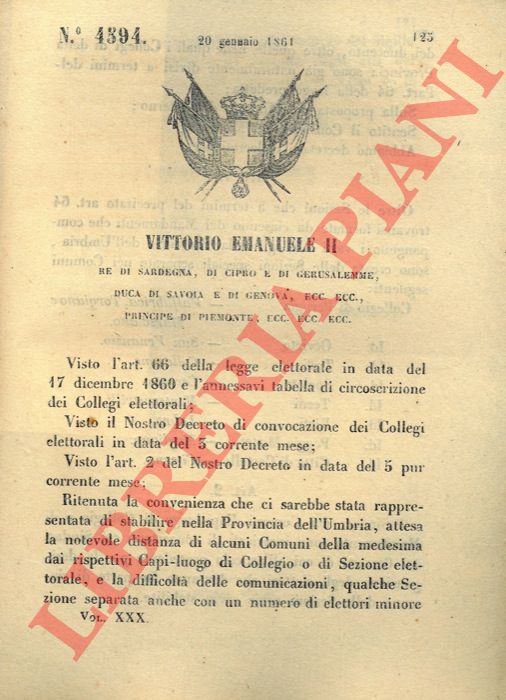 N.° 4594.
20 gennaio 1861
125
VITTORIO EMANUELE II
RE DI SARDEGNA, DI CIPRO E DI GERUSALEMME,
DUCA DI SAVOIA E DI GENOVA, ECC. ECC.,
PRINCIPE DI PIEMONTE, ECC. ECC. ECC.
Visto l'art. 66 della legge elettorale in data del
17 dicembre 1860 e l'annessavi tabella di circoscrizione
dei Collegi elettorali;
Visto il Nostro Decreto di convocazione dei Collegi
elettorali in data del 3 corrente mese;
Visto l'art. 2 del Nostro Decreto in data del 5 pur
corrente mese;
Ritenuta la convenienza che ci sarebbe stata rappre-
sentata di stabilire nella Provincia dell'Umbria, attesa
la notevole distanza di alcuni Comuni della medesima
dai rispettivi Capi-luogo di Collegio o di Sezione elet-
torale, e la difficoltà delle comunicazioni, qualche Se-
zione separata anche con un numero di elettori minore
VOL. XXX.
LIBRERIA PIANI